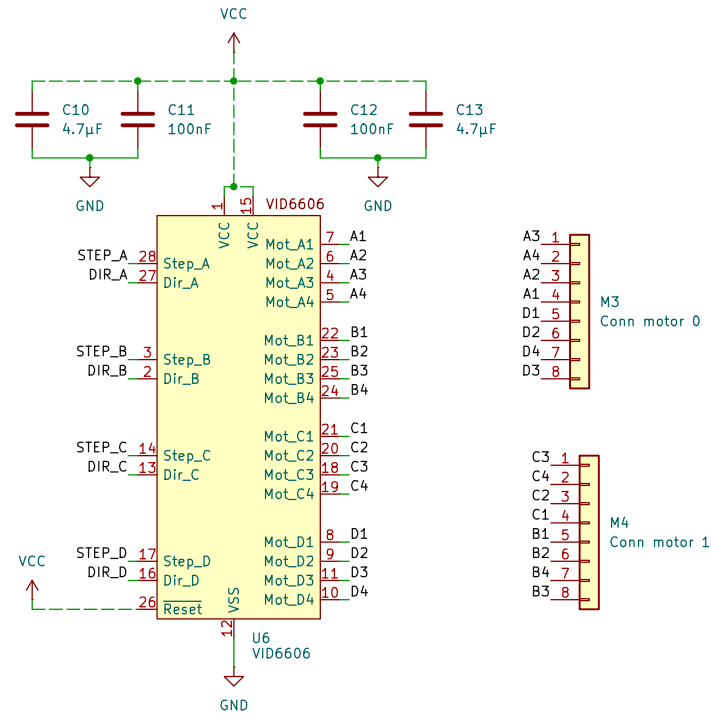 VCC
C10
4.7µF
C11
100nF
C12
100nF
C13
4.7µF
GND
GND
1
15
VID6606
VCC
VCC
STEP_A 28 Step_A
DIR_A 27 Dir_A
STEP_B 3 Step_B
DIR_B 2 Dir_B
STEP_C 14 Step_C
DIR_C 13 Dir_C
STEP_D 17 Step_D
DIR_D 16 Dir_D
VCC
26 Reset
Mot_A1 7 A1
Mot_A2 6 A2
Mot_A3 4 A3
Mot_A4 5 A4
Mot_B1 22 B1
Mot_B2 23 B2
Mot_B3 25 B3
Mot_B4 24 B4
Mot_C1 21 C1
Mot_C2 20 C2
Mot_C3 18 C3
Mot_C4 19 C4
Mot_D1 8 D1
Mot_D2 9 D2
Mot_D3 11 D3
Mot_D4 10 D4
VSS
12
U6
VID6606
GND
A3 1
A4 2
A2 3
A1 4
D1 5
D2 6
D4 7
D3 8
M3
Conn motor 0
C3 1
C4 2
C2 3
C1 4
B1 5
B2 6
B4 7
B3 8
M4
Conn motor 1